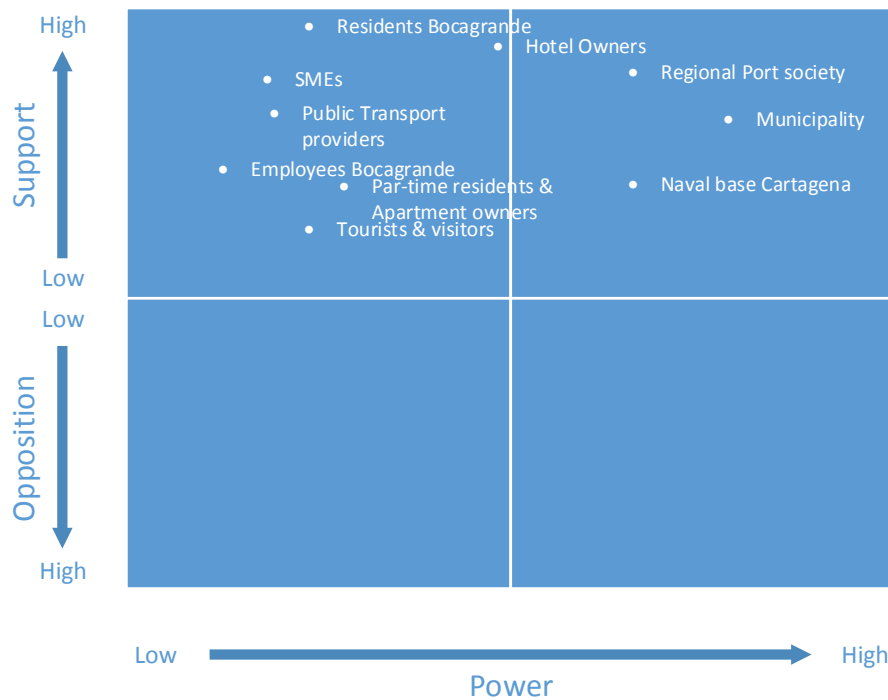 High
Residents Bocagrande
Hotel Owners
SMEs
Regional Port society
Public Transport
providers
Municipality
Employees Bocagrande
Par-time residents &
Apartment owners
Naval base Cartagena
Tourists & visitors
Support
Low
Low
Opposition
High
Low
High
Power